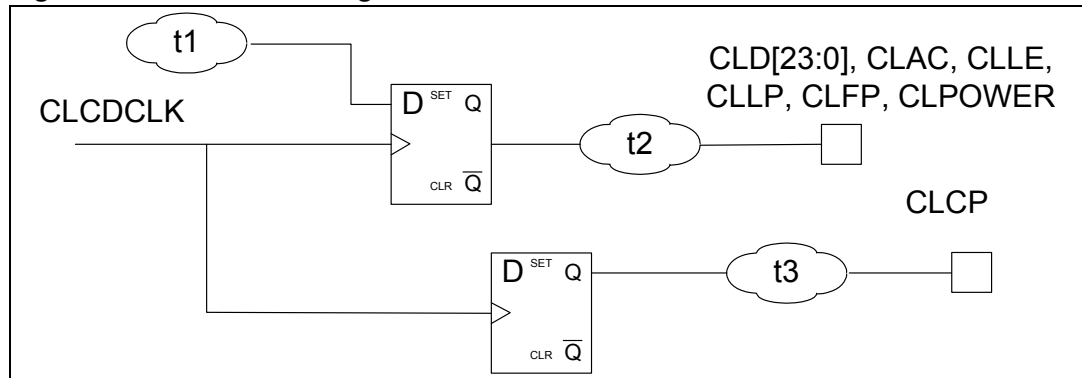 t1
CLD[23:0], CLAC, CLLE,
CLLP, CLFP, CLPOWER
CLCDCLK
D SET Q
t2
CLR Q̅
CLCP
D SET Q
t3
CLR Q̅